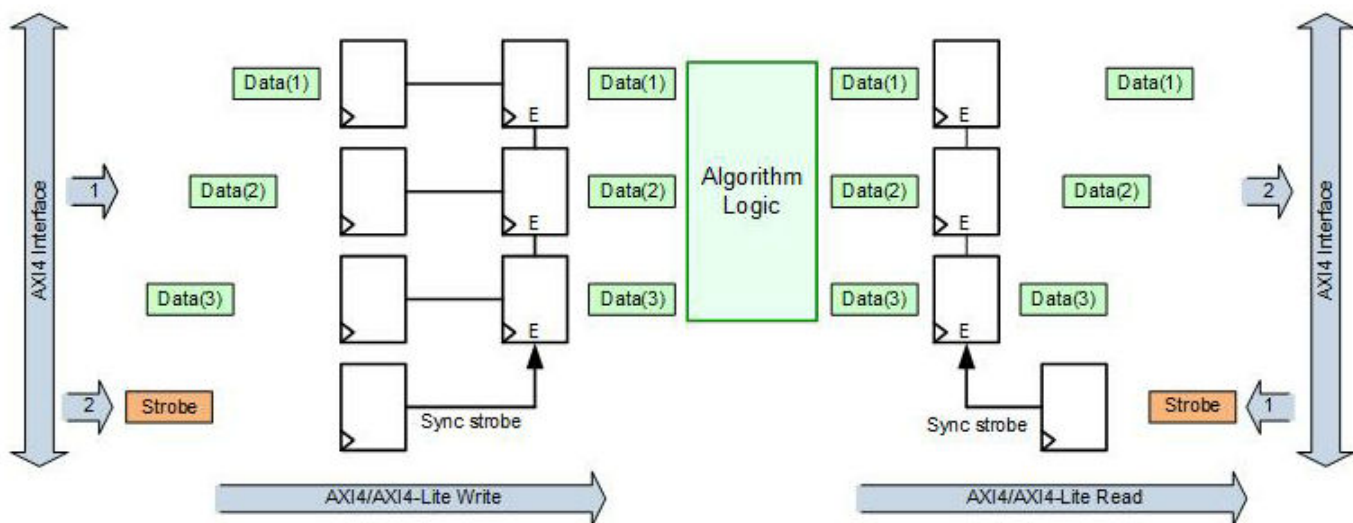 AXI4 Interface
Data(1)
E
Data(1)
Algorithm
Logic
Data(1)
E
Data(1)
AXI4 Interface
1
Data(2)
E
Data(2)
Data(2)
E
Data(2)
2
Data(3)
E
Data(3)
Data(3)
E
Data(3)
2
Strobe
Sync strobe
Sync strobe
Strobe
1
AXI4/AXI4-Lite Write
AXI4/AXI4-Lite Read